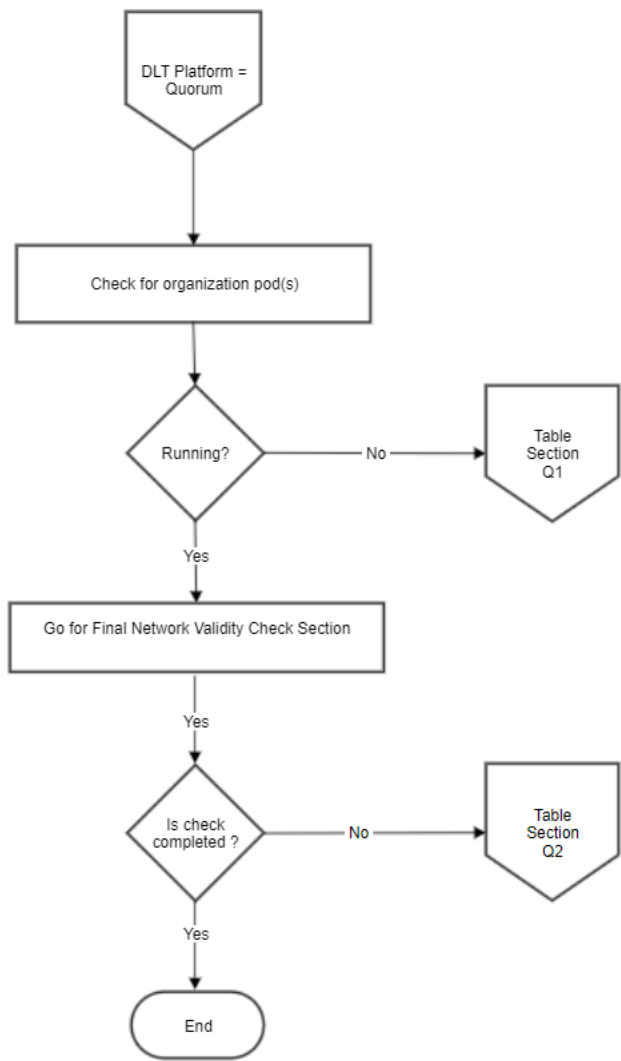 DLT Platform =
Quorum
Check for organization pod(s)
Running?
No
Table
Section
Q1
Yes
Go for Final Network Validity Check Section
Yes
Is check
completed ?
No
Table
Section
Q2
Yes
End